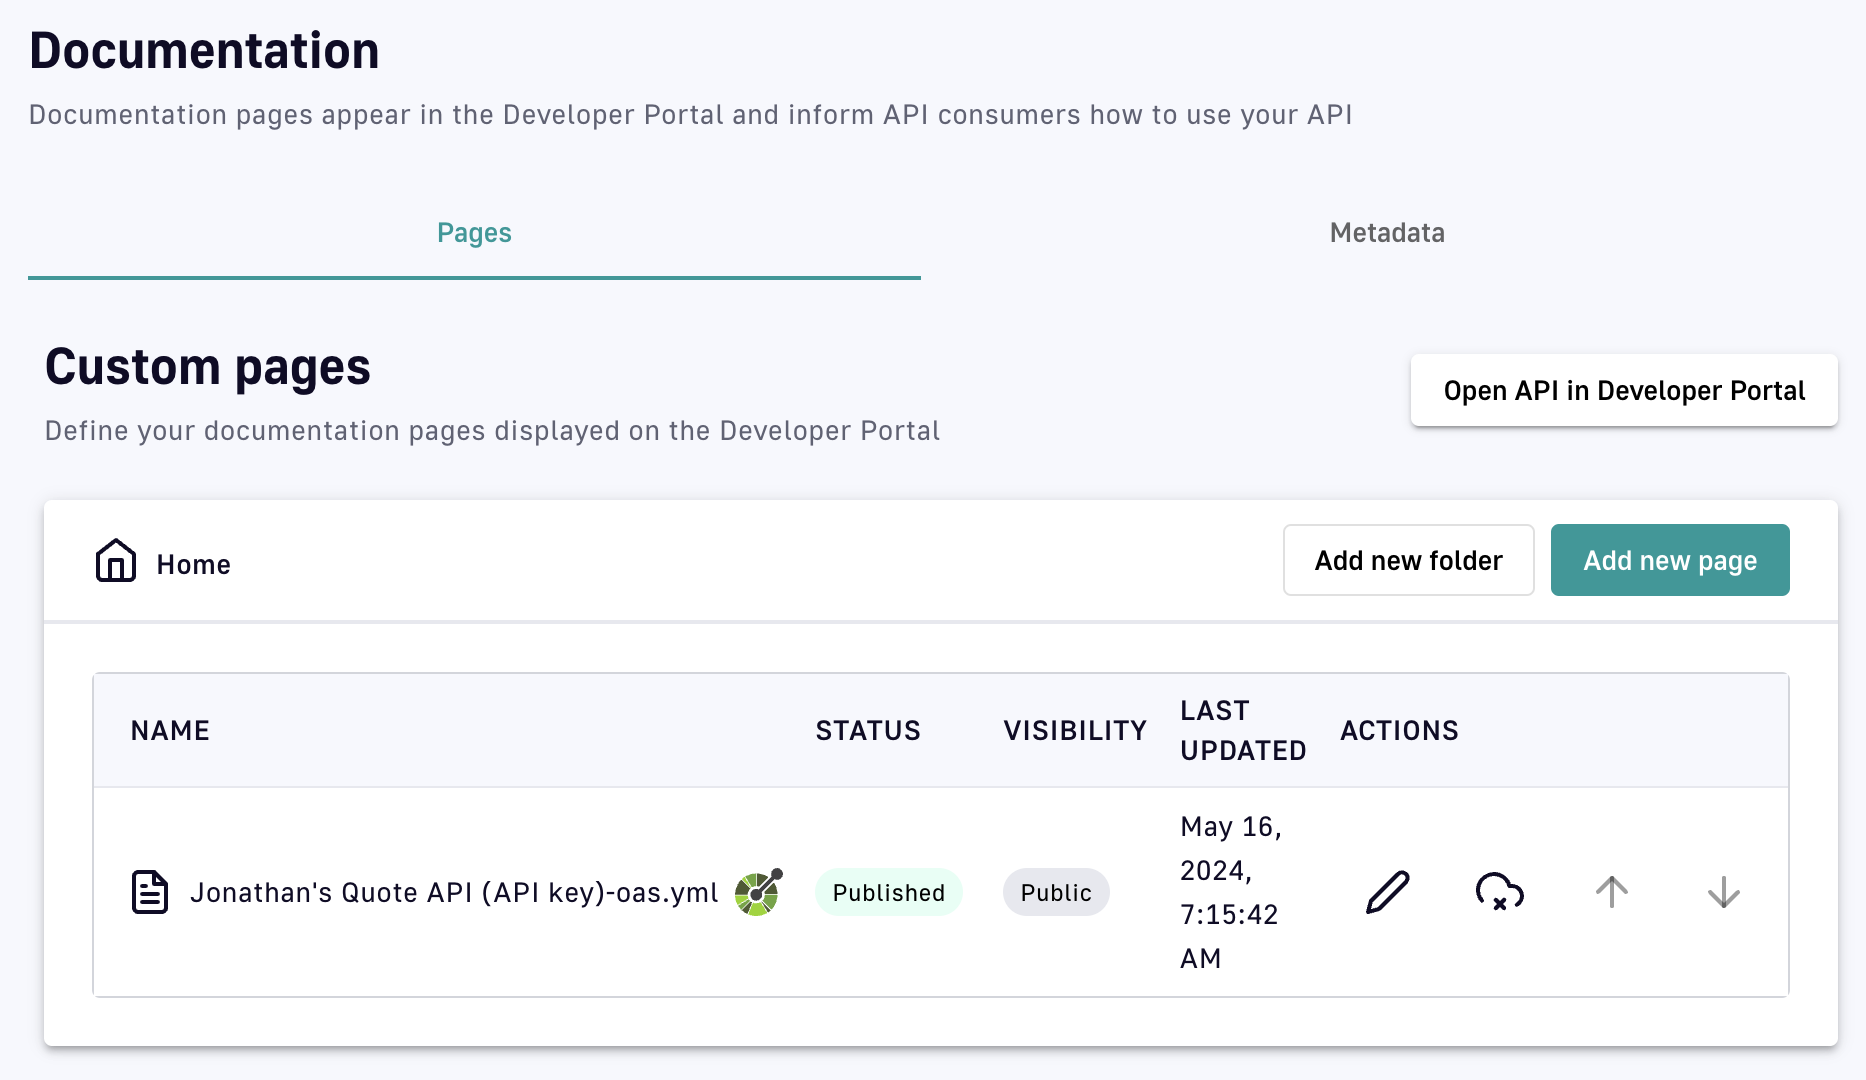 Documentation
Documentation pages appear in the Developer Portal and inform API consumers how to use your API
Pages
Metadata
Custom pages
Define your documentation pages displayed on the Developer Portal
Open API in Developer Portal
Home
Add new folder
Add new page
NAME
STATUS
VISIBILITY
LAST
UPDATED
ACTIONS
Jonathan's Quote API (API key)-oas.yml
Published
Public
May 16,
2024,
7:15:42
AM